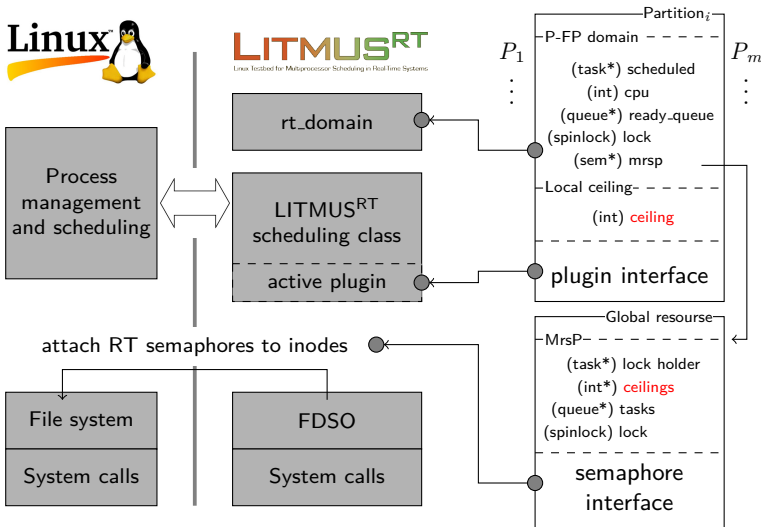 Linux™
LITMUSRT
Linux Testbed for Multiprocessor Scheduling in Real-Time Systems
rt_domain
Process
management
and scheduling
LITMUSRT
scheduling class
active plugin
attach RT semaphores to inodes
File system
System calls
FDSO
System calls
P1
⋮
Partitioni
P-FP domain
(task*) scheduled
(int) cpu
(queue*) ready_queue
(spinlock) lock
(sem*) mrsp
Local ceiling
(int) ceiling
plugin interface
Pm
⋮
Global resourse
MrsP
(task*) lock holder
(int*) ceilings
(queue*) tasks
(spinlock) lock
semaphore
interface